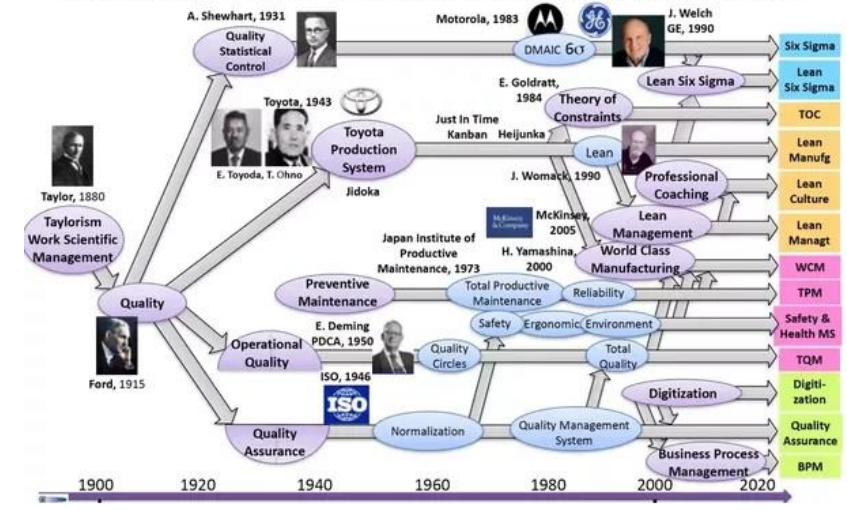 A. Shewhart, 1931
Quality
Statistical
Control
Motorola, 1983
DMAIC 6σ
J. Welch
GE, 1990
Six Sigma
Lean Six Sigma
Lean
Six Sigma
E. Goldratt,
1984
Theory of
Constraints
TOC
Toyota, 1943
E. Toyoda, T. Ohno
Toyota
Production
System
Jidoka
Just In Time
Kanban
Heijunka
Lean
J. Womack, 1990
Lean
Manufg
Professional
Coaching
Lean
Culture
McKinsey
& Company
McKinsey,
2005
Lean
Management
Lean
Managt
Taylor, 1880
Taylorism
Work Scientific
Management
Quality
Ford, 1915
Japan Institute of
Productive
Maintenance, 1973
H. Yamashina,
2000
World Class
Manufacturing
WCM
Preventive
Maintenance
Total Productive
Maintenance
Reliability
TPM
Safety
Ergonomic
Environment
Safety &
Health MS
Operational
Quality
E. Deming
PDCA, 1950
Quality
Circles
Total
Quality
TQM
ISO, 1946
ISO
Digitization
Digiti-
zation
Quality
Assurance
Normalization
Quality Management
System
Quality
Assurance
Business Process
Management
BPM
1900
1920
1940
1960
1980
2000
2020